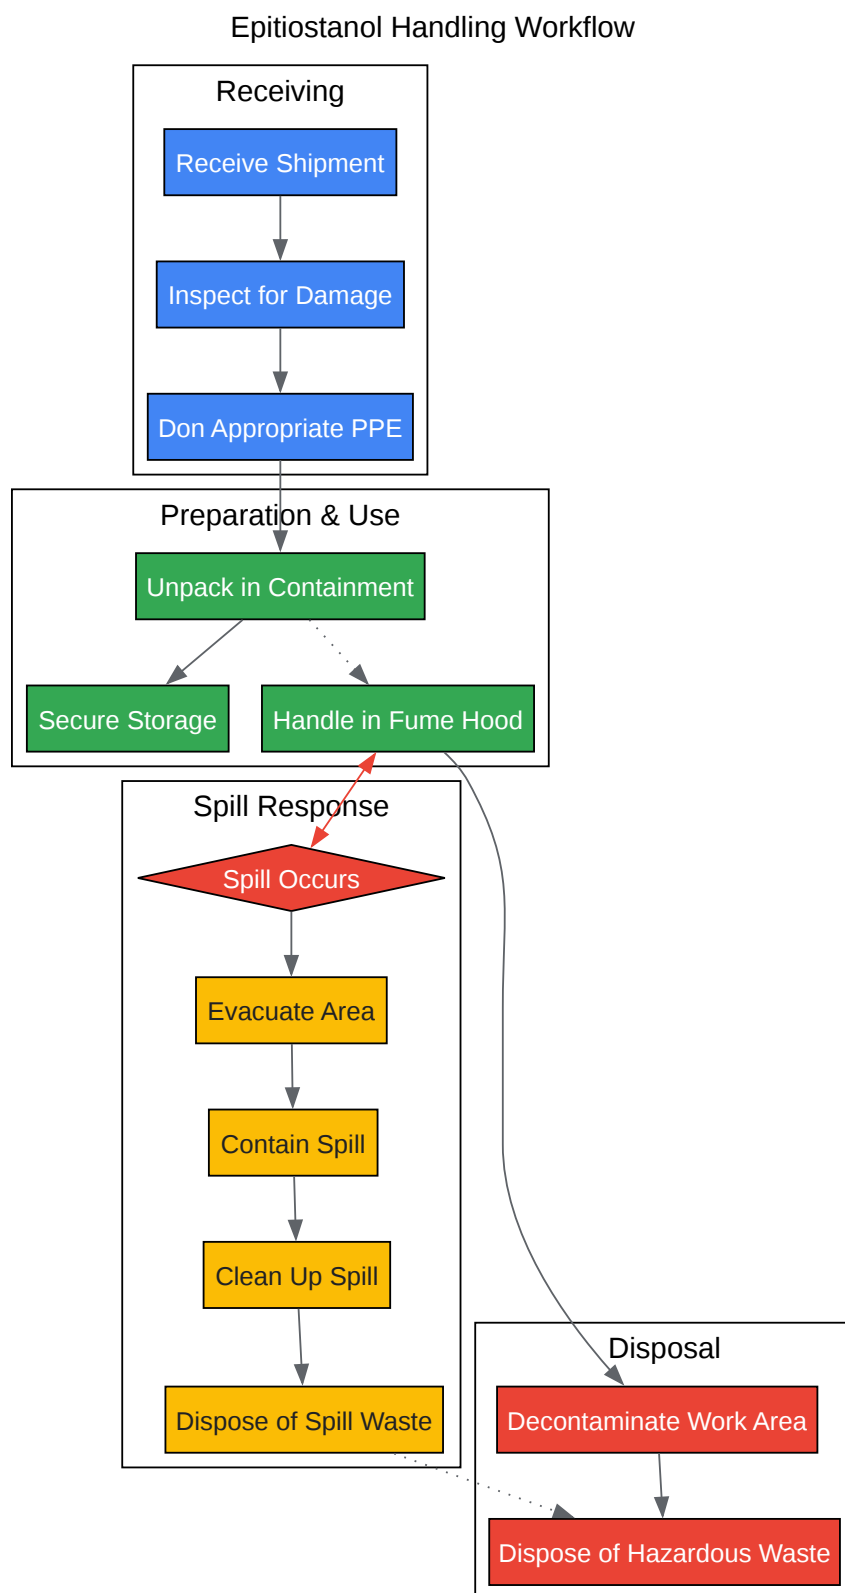 Epitiostanol Handling Workflow
Receiving
Receive Shipment
Inspect for Damage
Don Appropriate PPE
Preparation & Use
Unpack in Containment
Secure Storage
Handle in Fume Hood
Spill Response
Spill Occurs
Evacuate Area
Contain Spill
Clean Up Spill
Dispose of Spill Waste
Disposal
Decontaminate Work Area
Dispose of Hazardous Waste